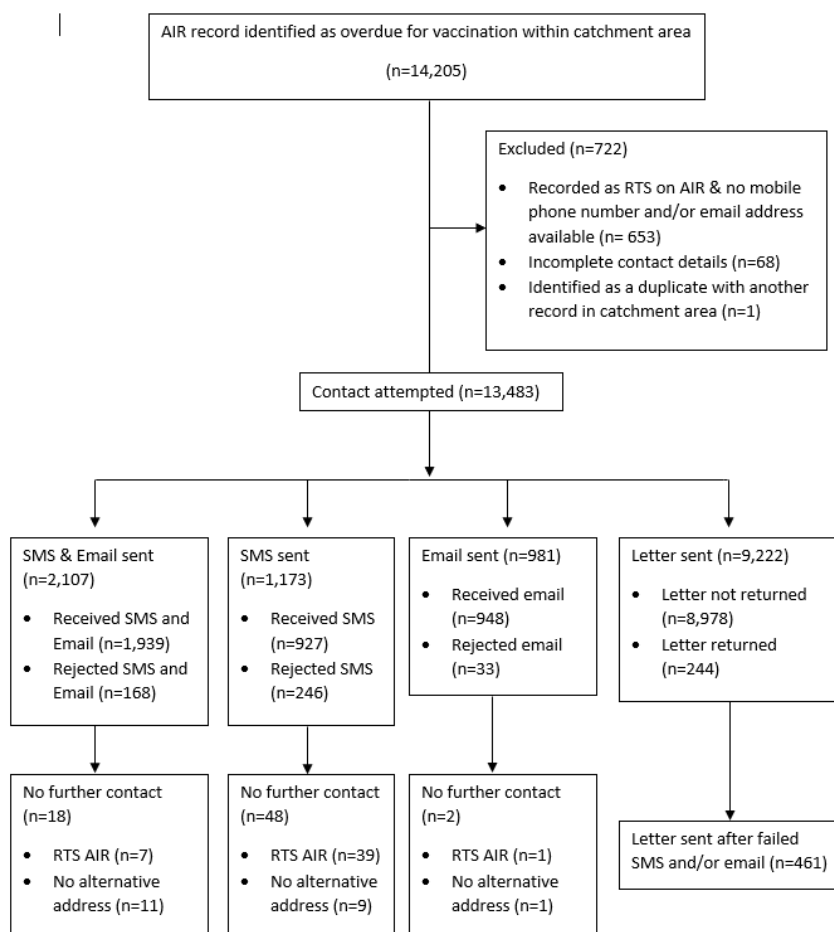 AIR record identified as overdue for vaccination within catchment area
(n=14,205)
Excluded (n=722)
• Recorded as RTS on AIR & no mobile
phone number and/or email address
available (n= 653)
• Incomplete contact details (n=68)
• Identified as a duplicate with another
record in catchment area (n=1)
Contact attempted (n=13,483)
SMS & Email sent
(n=2,107)
• Received SMS and
Email (n=1,939)
• Rejected SMS and
Email (n=168)
SMS sent
(n=1,173)
• Received SMS
(n=927)
• Rejected SMS
(n=246)
Email sent (n=981)
• Received email
(n=948)
• Rejected email
(n=33)
Letter sent (n=9,222)
• Letter not returned
(n=8,978)
• Letter returned
(n=244)
No further contact
(n=18)
• RTS AIR (n=7)
• No alternative
address (n=11)
No further contact
(n=48)
• RTS AIR (n=39)
• No alternative
address (n=9)
No further contact
(n=2)
• RTS AIR (n=1)
• No alternative
address (n=1)
Letter sent after failed
SMS and/or email (n=461)